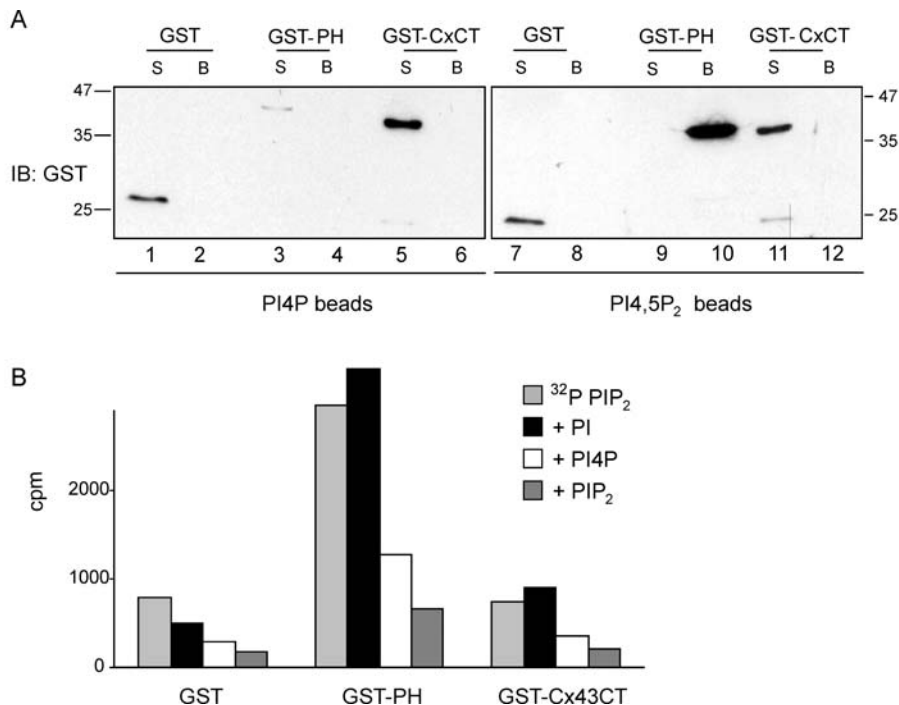 A
GST GST-PH GST-CxCT GST GST-PH GST-CxCT
S B S B S B S B S B S B
47 47
35 35
IB: GST
25 25
1 2 3 4 5 6 7 8 9 10 11 12
PI4P beads PI4,5P₂ beads
B
³²P PIP₂
+ PI
+ PI4P
+ PIP₂
cpm
2000
1000
0
GST GST-PH GST-Cx43CT